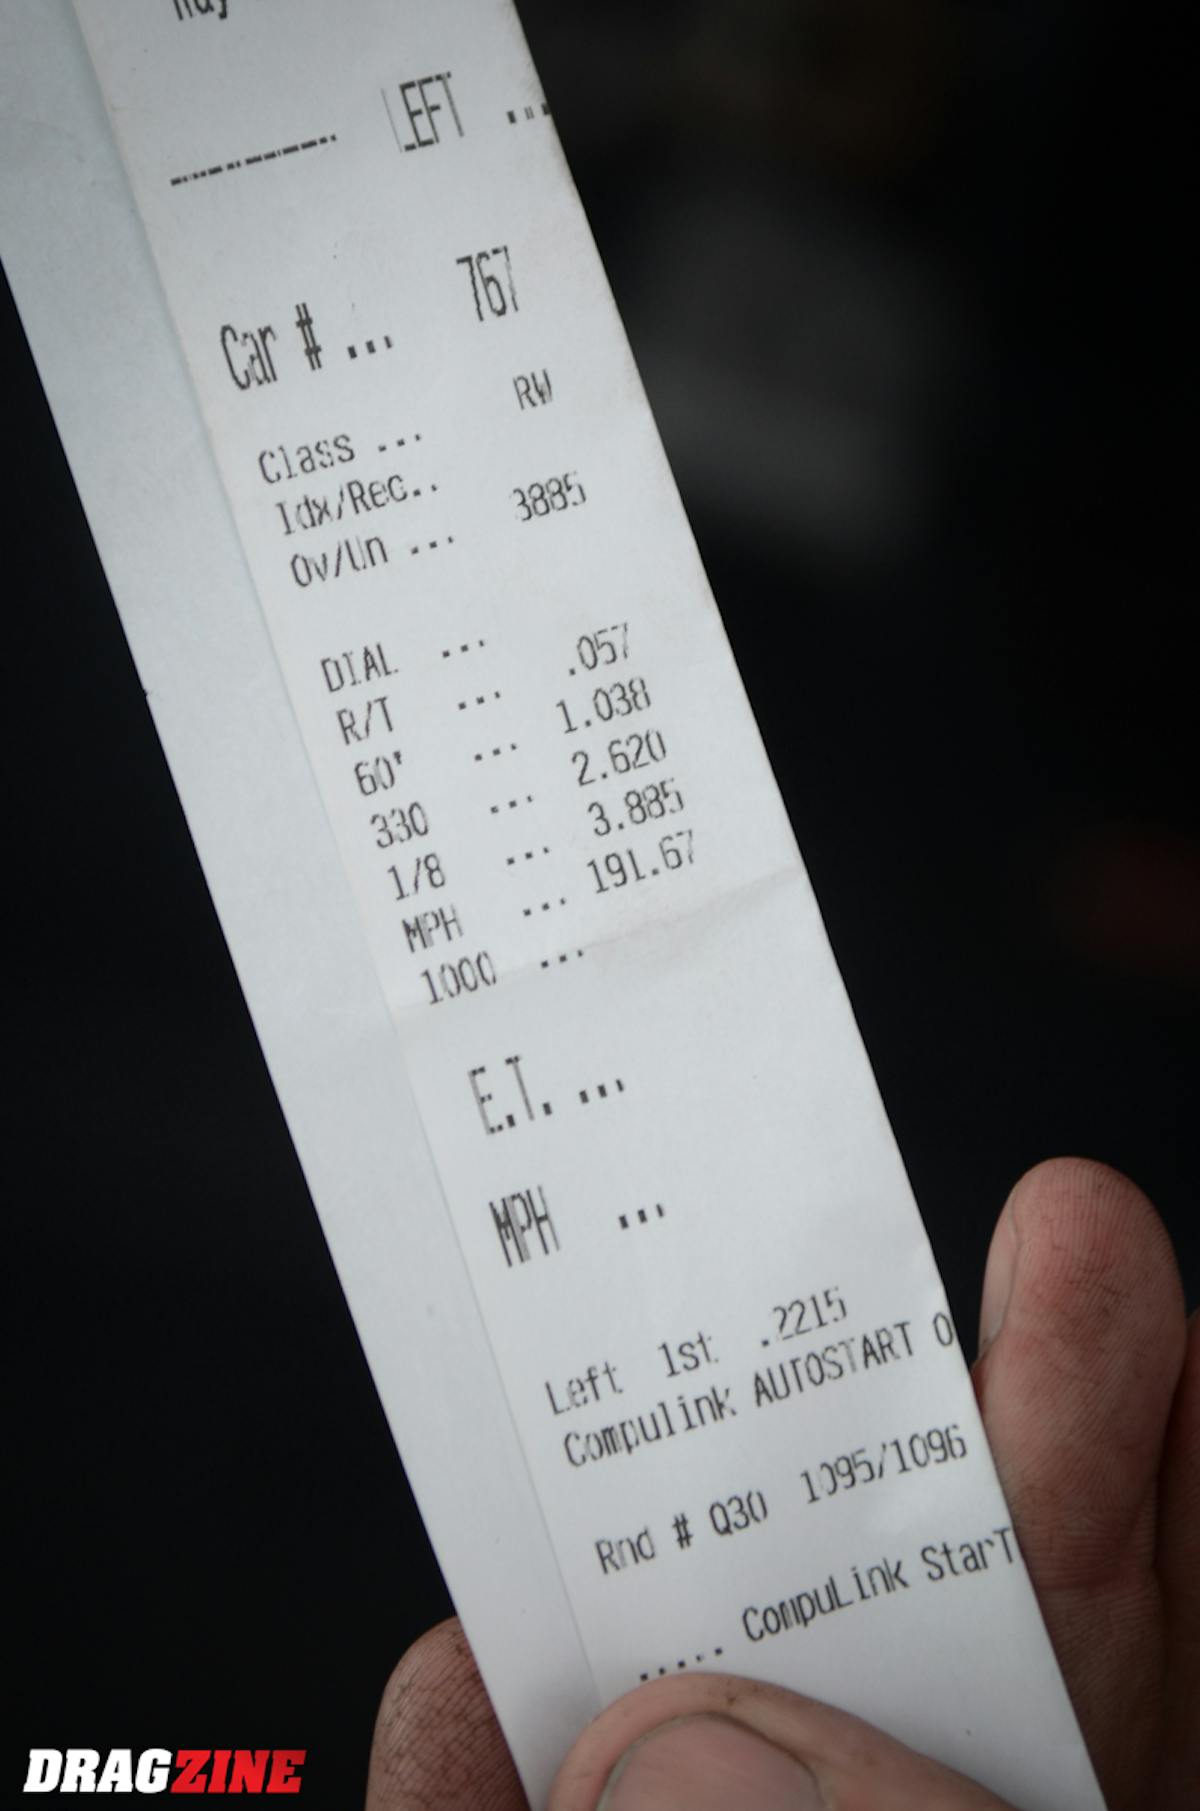 ------ LEFT ...
Car # ... 767
Class ... RW
Idx/Rec..
Ov/Un ... 3885
DIAL ...
R/T ... .057
60' ... 1.038
330 ... 2.620
1/8 ... 3.885
MPH ... 191.67
1000 ...
E.T. ...
MPH ...
Left 1st .2215
Compulink AUTOSTART O
Rnd # Q30 1095/1096
..... CompuLink StarT
DRAGZINE